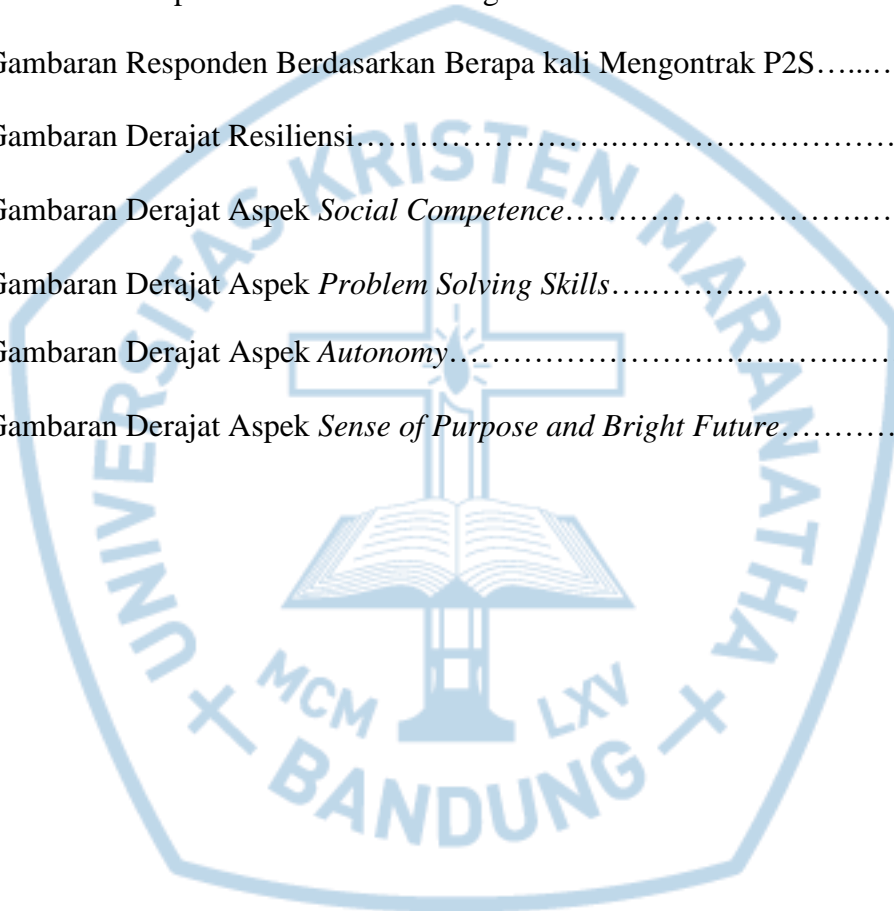 Gambaran Responden Berdasarkan Berapa kali Mengontrak P2S…...…
Gambaran Derajat Resiliensi…………………….………………………
Gambaran Derajat Aspek Social Competence……………………….…
Gambaran Derajat Aspek Problem Solving Skills….……….…………
Gambaran Derajat Aspek Autonomy……………………….……….…
Gambaran Derajat Aspek Sense of Purpose and Bright Future…………
UNIVERSITAS KRISTEN MARANATHA
MCM LXV
BANDUNG